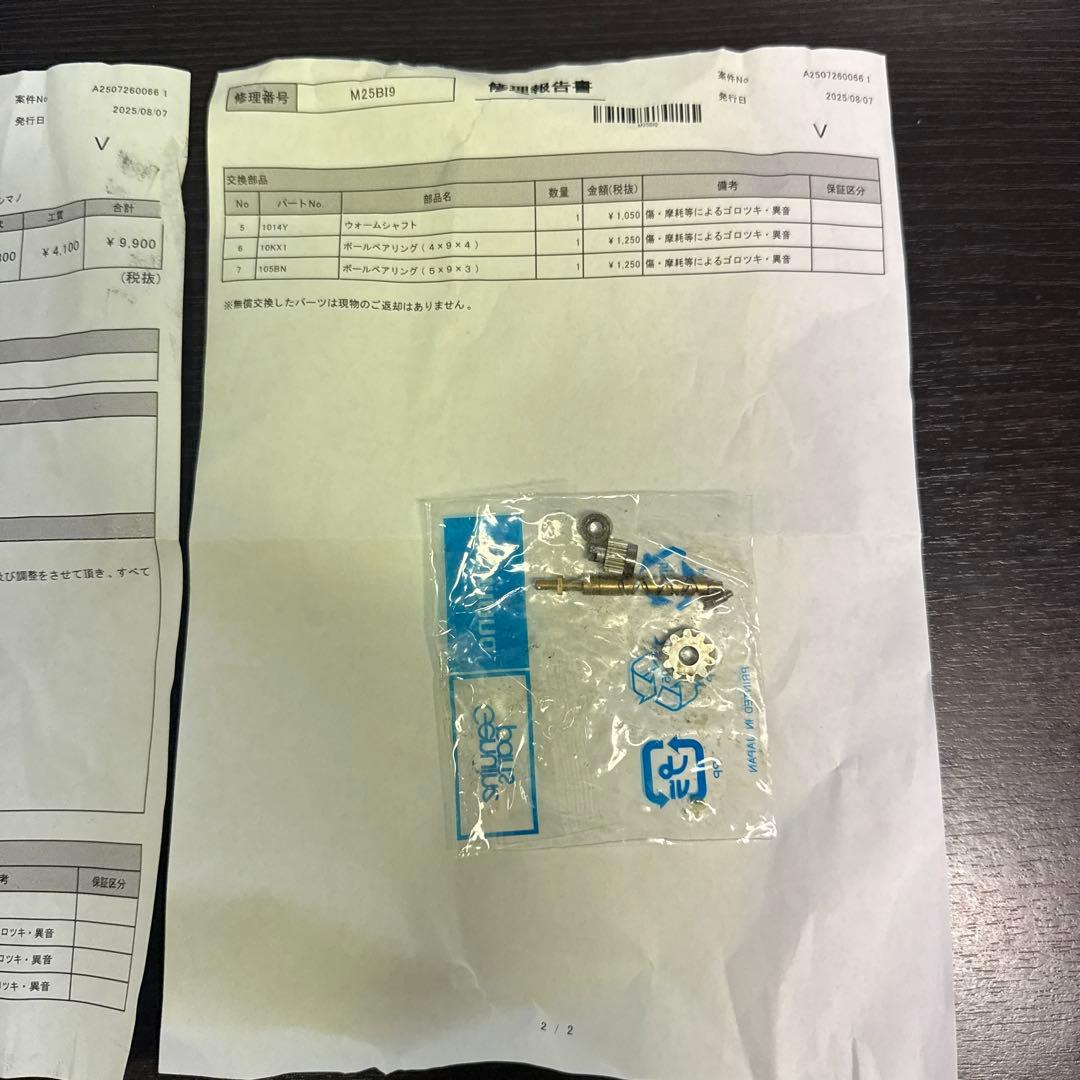 案件No A2507260066 1
発行日 2025/08/07
V
シマノ
工賃 合計
¥4,100 ¥9,900
(税抜)
及び調整をさせて頂き、すべて
考 保証区分
ロツキ・異音
ロツキ・異音
ツキ・異音
修理番号 M25BI9
修理報告書
M25BI9
案件No A2507260066 1
発行日 2025/08/07
V
交換部品
No パートNo. 部品名 数量 金額(税抜) 備考 保証区分
5 1014Y ウォームシャフト 1 ¥1,050 傷・摩耗等によるゴロツキ・異音
6 10KX1 ボールベアリング(4×9×4) 1 ¥1,250 傷・摩耗等によるゴロツキ・異音
7 105BN ボールベアリング(5×9×3) 1 ¥1,250 傷・摩耗等によるゴロツキ・異音
※無償交換したパーツは現物のご返却はありません。
genuine
parts
PRINTED IN JAPAN
プラ
PP
2 / 2